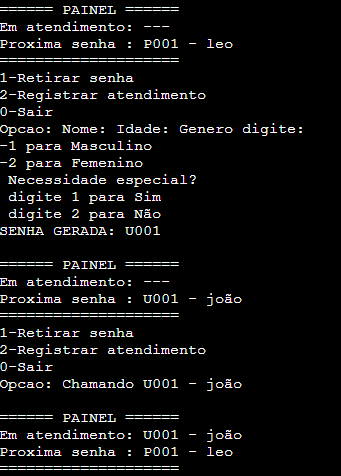 ====== PAINEL ======
Em atendimento: ---
Proxima senha : P001 - leo
====================
1-Retirar senha
2-Registrar atendimento
0-Sair
Opcao: Nome: Idade: Genero digite:
-1 para Masculino
-2 para Femenino
Necessidade especial?
digite 1 para Sim
digite 2 para Não
SENHA GERADA: U001
====== PAINEL ======
Em atendimento: ---
Proxima senha : U001 - joão
====================
1-Retirar senha
2-Registrar atendimento
0-Sair
Opcao: Chamando U001 - joão
====== PAINEL ======
Em atendimento: U001 - joão
Proxima senha : P001 - leo
====================